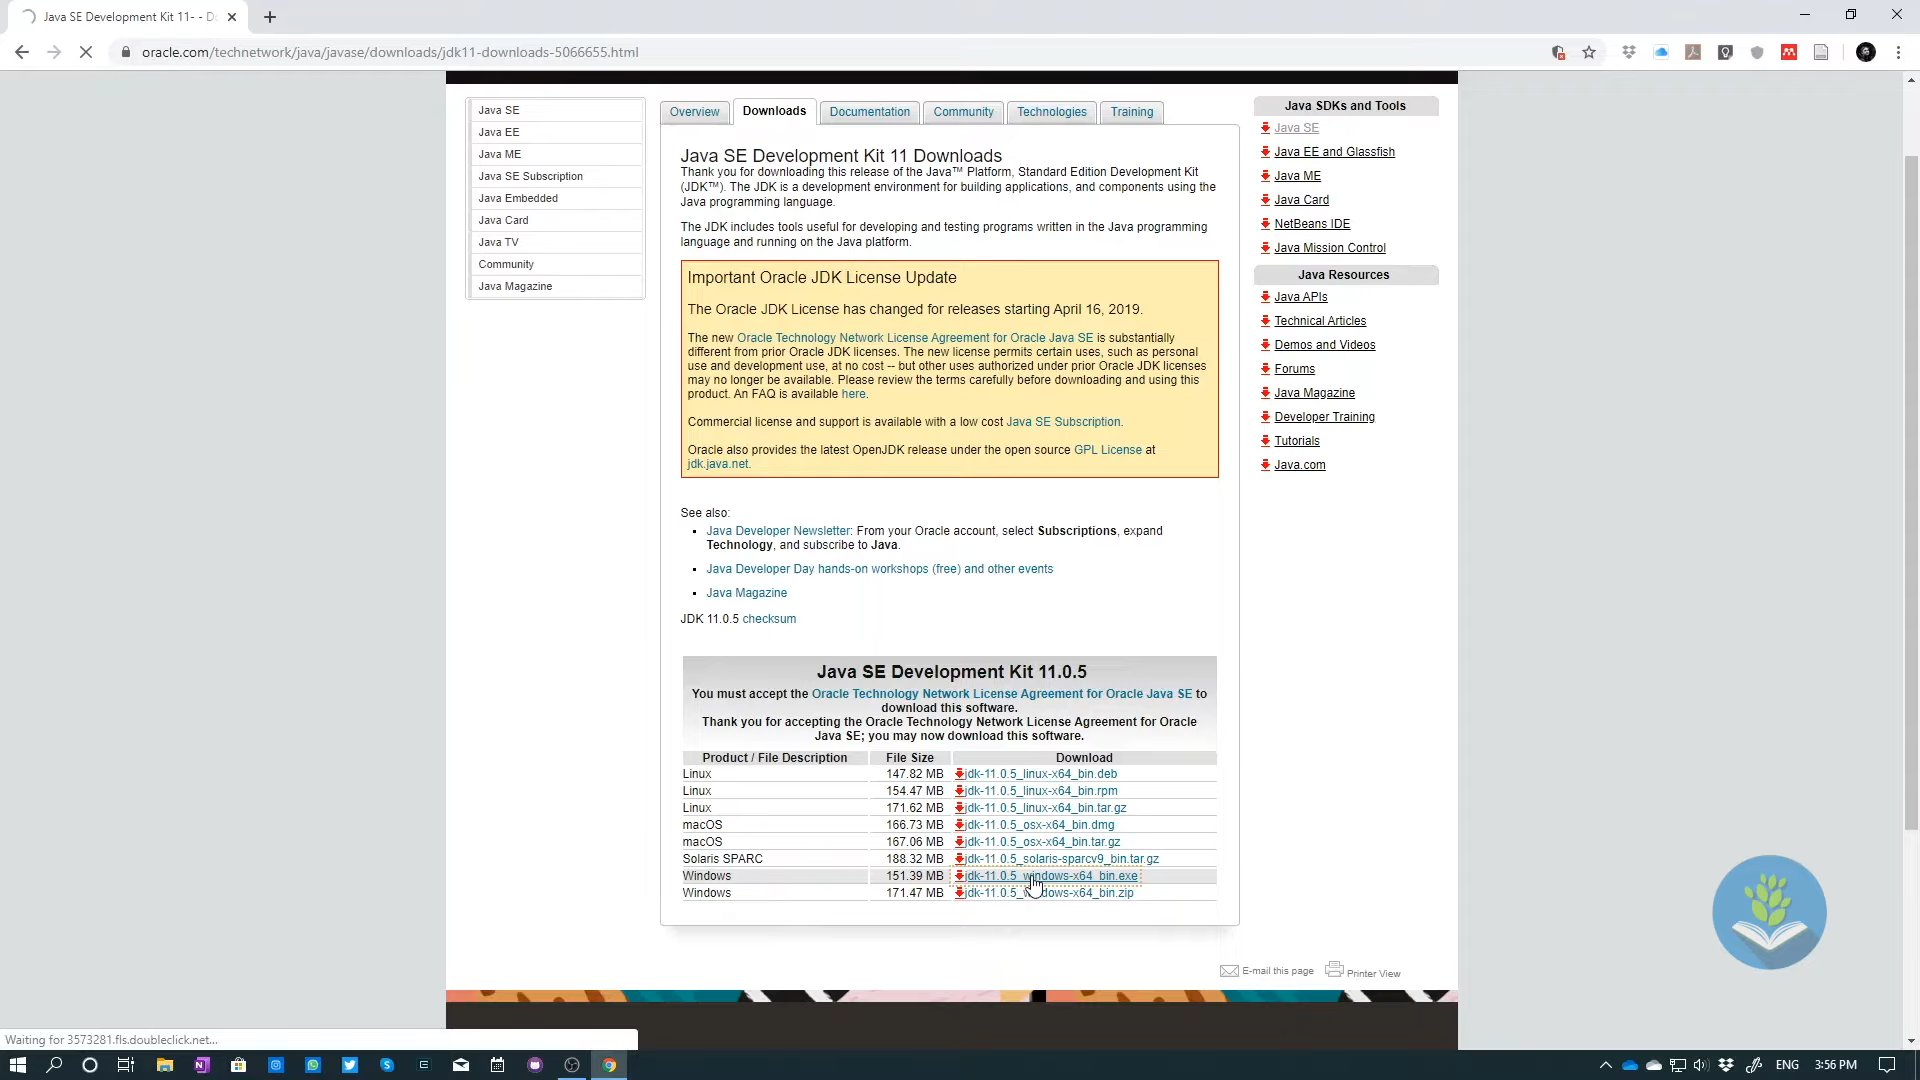 Java SE Development Kit 11- - Do
oracle.com/technetwork/java/javase/downloads/jdk11-downloads-5066655.html
Java SE
Java EE
Java ME
Java SE Subscription
Java Embedded
Java Card
Java TV
Community
Java Magazine
Overview
Downloads
Documentation
Community
Technologies
Training
Java SE Development Kit 11 Downloads
Thank you for downloading this release of the Java™ Platform, Standard Edition Development Kit
(JDK™). The JDK is a development environment for building applications, and components using the
Java programming language.
The JDK includes tools useful for developing and testing programs written in the Java programming
language and running on the Java platform.
Important Oracle JDK License Update
The Oracle JDK License has changed for releases starting April 16, 2019.
The new Oracle Technology Network License Agreement for Oracle Java SE is substantially
different from prior Oracle JDK licenses. The new license permits certain uses, such as personal
use and development use, at no cost -- but other uses authorized under prior Oracle JDK licenses
may no longer be available. Please review the terms carefully before downloading and using this
product. An FAQ is available here.
Commercial license and support is available with a low cost Java SE Subscription.
Oracle also provides the latest OpenJDK release under the open source GPL License at
jdk.java.net.
See also:
Java Developer Newsletter: From your Oracle account, select Subscriptions, expand
Technology, and subscribe to Java.
Java Developer Day hands-on workshops (free) and other events
Java Magazine
JDK 11.0.5 checksum
Java SE Development Kit 11.0.5
You must accept the Oracle Technology Network License Agreement for Oracle Java SE to
download this software.
Thank you for accepting the Oracle Technology Network License Agreement for Oracle
Java SE; you may now download this software.
Product / File Description File Size Download
Linux 147.82 MB jdk-11.0.5_linux-x64_bin.deb
Linux 154.47 MB jdk-11.0.5_linux-x64_bin.rpm
Linux 171.62 MB jdk-11.0.5_linux-x64_bin.tar.gz
macOS 166.73 MB jdk-11.0.5_osx-x64_bin.dmg
macOS 167.06 MB jdk-11.0.5_osx-x64_bin.tar.gz
Solaris SPARC 188.32 MB jdk-11.0.5_solaris-sparcv9_bin.tar.gz
Windows 151.39 MB jdk-11.0.5_windows-x64_bin.exe
Windows 171.47 MB jdk-11.0.5_windows-x64_bin.zip
E-mail this page Printer View
Java SDKs and Tools
Java SE
Java EE and Glassfish
Java ME
Java Card
NetBeans IDE
Java Mission Control
Java Resources
Java APIs
Technical Articles
Demos and Videos
Forums
Java Magazine
Developer Training
Tutorials
Java.com
Waiting for 3573281.fls.doubleclick.net...
ENG 3:56 PM